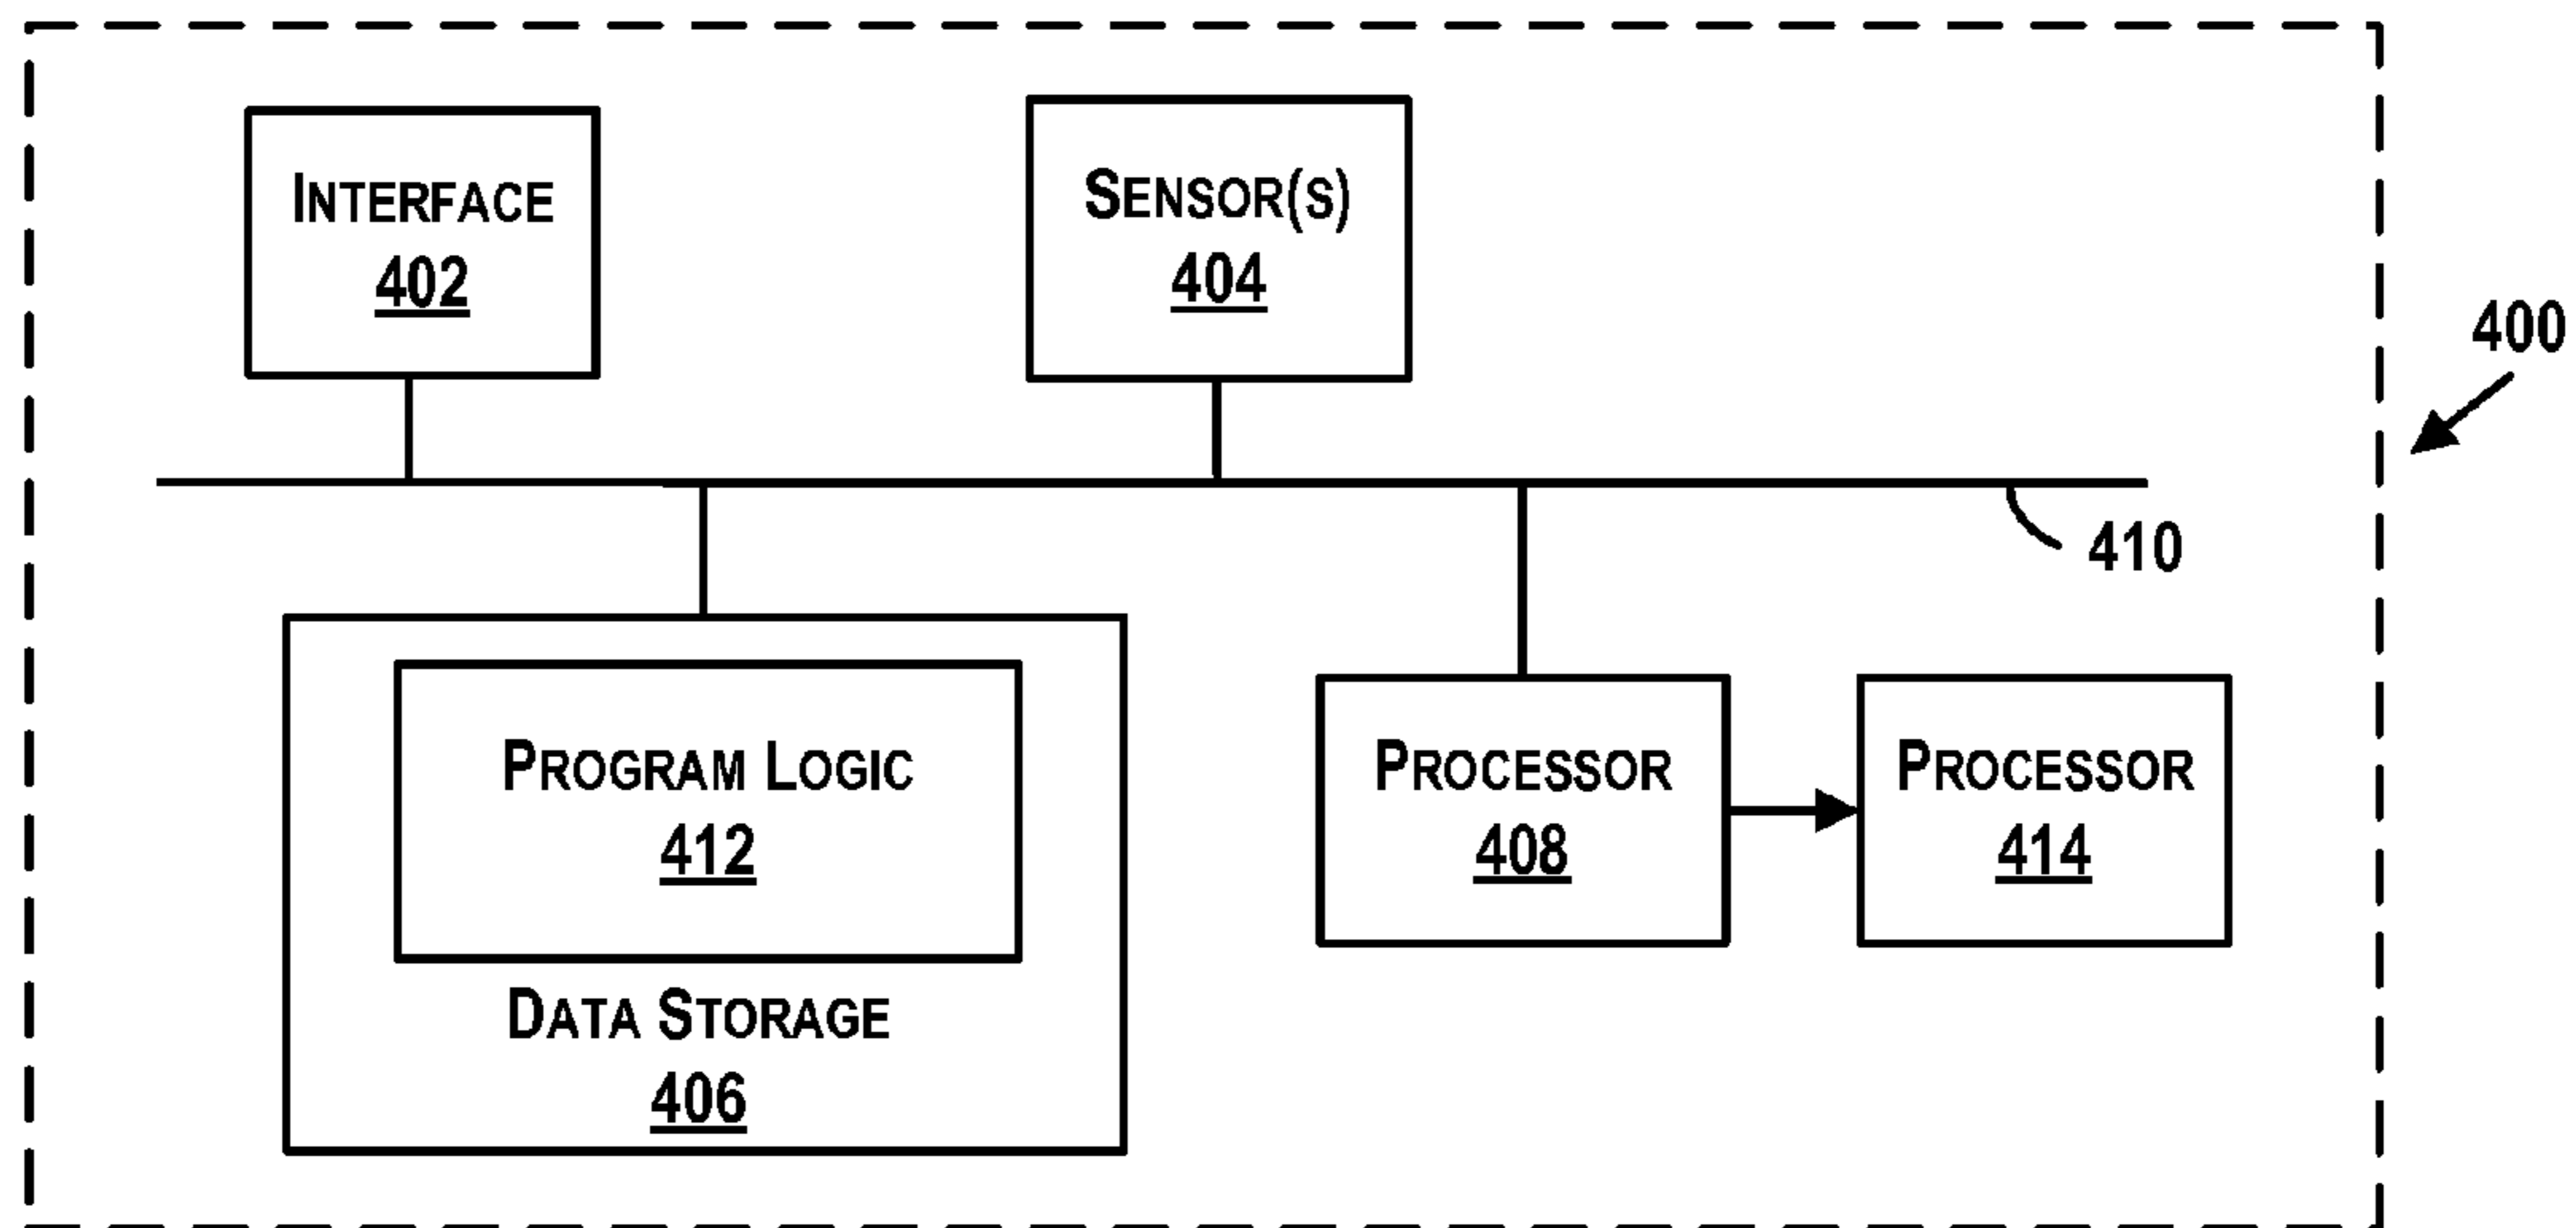 INTERFACE
402
SENSOR(S)
404
400
410
PROGRAM LOGIC
412
DATA STORAGE
406
PROCESSOR
408
PROCESSOR
414